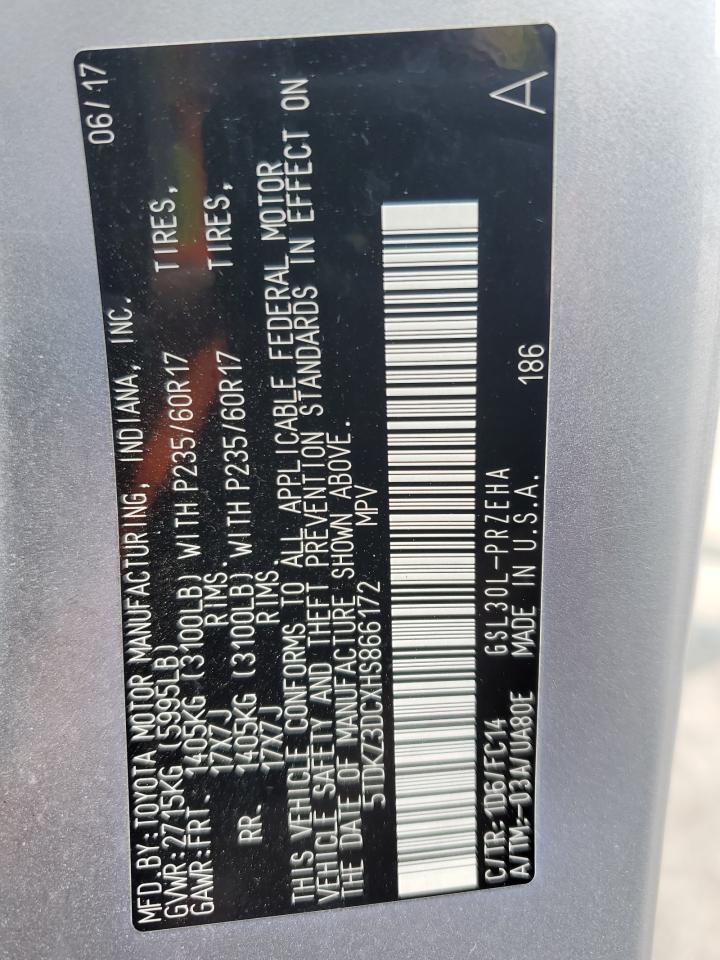 MFD BY: TOYOTA MOTOR MANUFACTURING, INDIANA, INC. 06/17
GVWR: 2715KG (5995LB)
GAWR: FRT. 1405KG (3100LB) WITH P235/60R17 TIRES,
17X7J RIMS
RR. 1405KG (3100LB) WITH P235/60R17 TIRES,
17X7J RIMS
THIS VEHICLE CONFORMS TO ALL APPLICABLE FEDERAL MOTOR
VEHICLE SAFETY AND THEFT PREVENTION STANDARDS IN EFFECT ON
THE DATE OF MANUFACTURE SHOWN ABOVE.
5TDKZ3DCXHS866172 MPV
C/TR: 1D6/FC14 GSL30L-PRZEHA
A/TM-03A/UA80E MADE IN U.S.A. 186 A